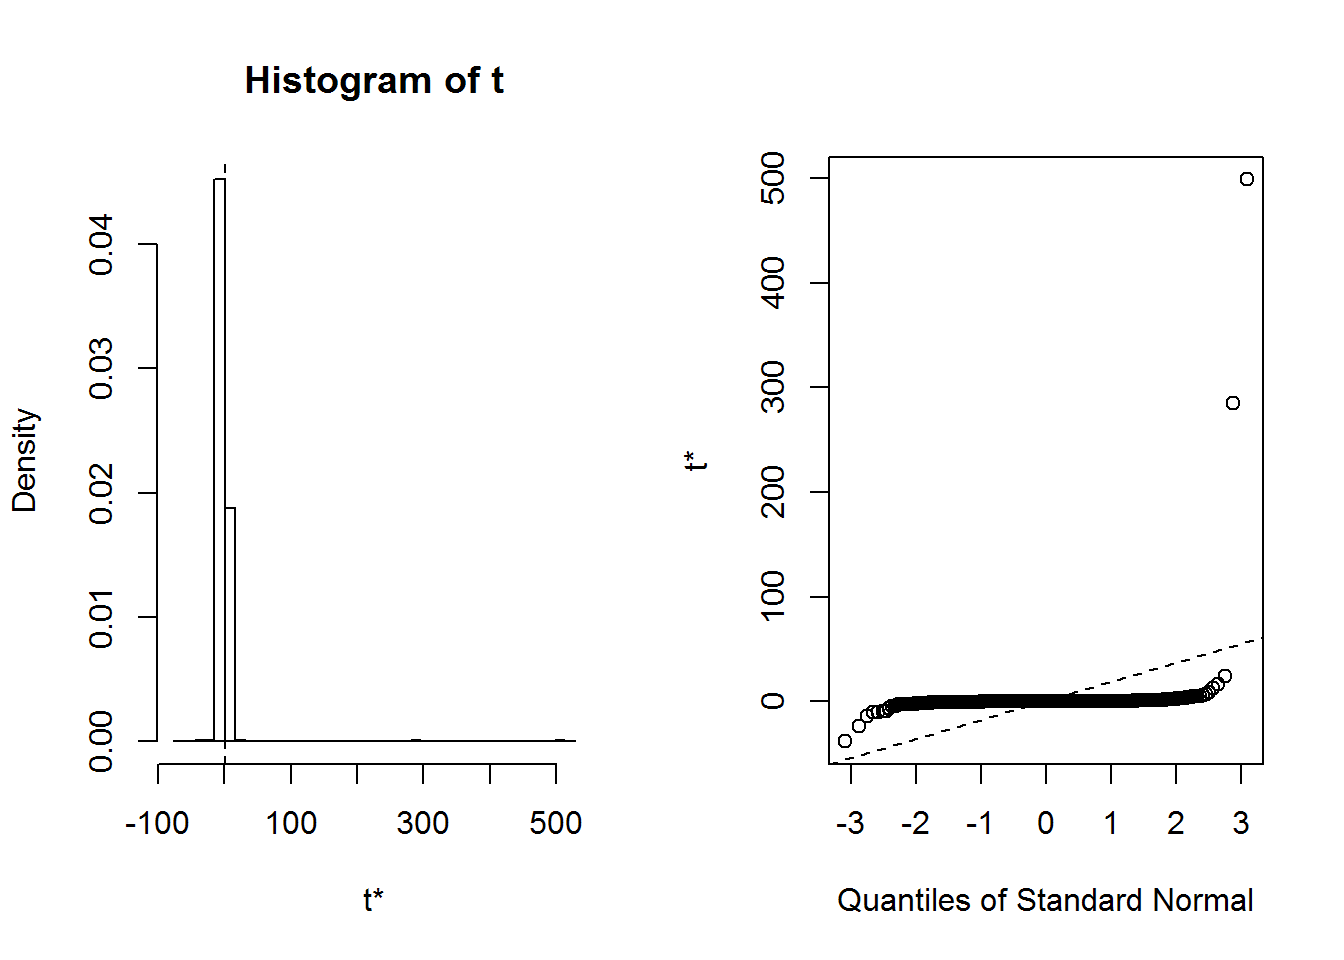 Histogram of t
Density
0.00 0.01 0.02 0.03 0.04
-100 100 300 500
t*
t*
0 100 200 300 400 500
-3 -2 -1 0 1 2 3
Quantiles of Standard Normal